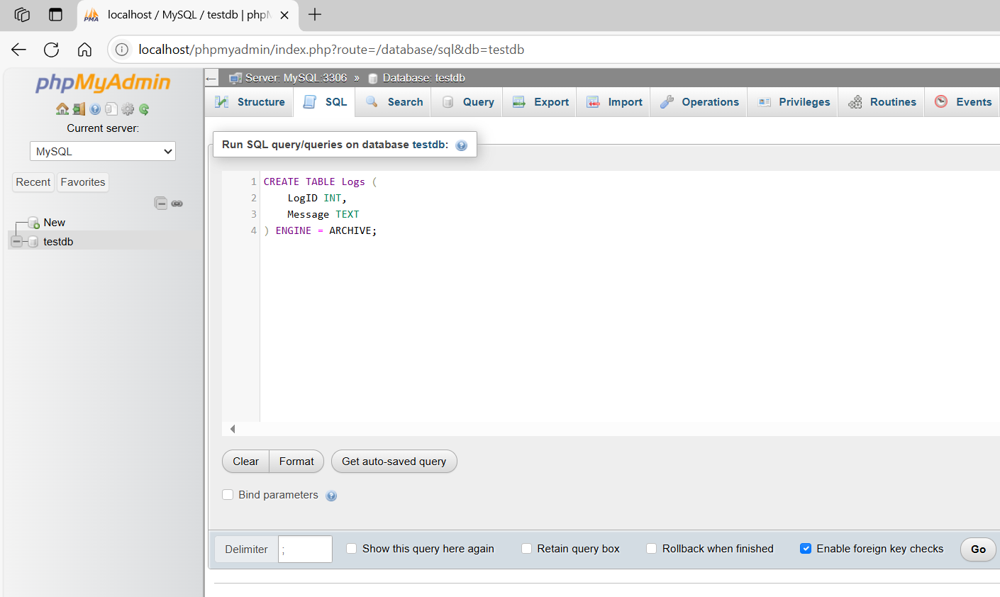 localhost / MySQL / testdb | php
localhost/phpmyadmin/index.php?route=/database/sql&db=testdb
phpMyAdmin
Current server:
MySQL
Recent Favorites
New
testdb
Server: MySQL:3306 » Database: testdb
Structure SQL Search Query Export Import Operations Privileges Routines Events
Run SQL query/queries on database testdb:
1 CREATE TABLE Logs (
2 LogID INT,
3 Message TEXT
4 ) ENGINE = ARCHIVE;
Clear Format Get auto-saved query
Bind parameters
Delimiter ; Show this query here again Retain query box Rollback when finished Enable foreign key checks Go